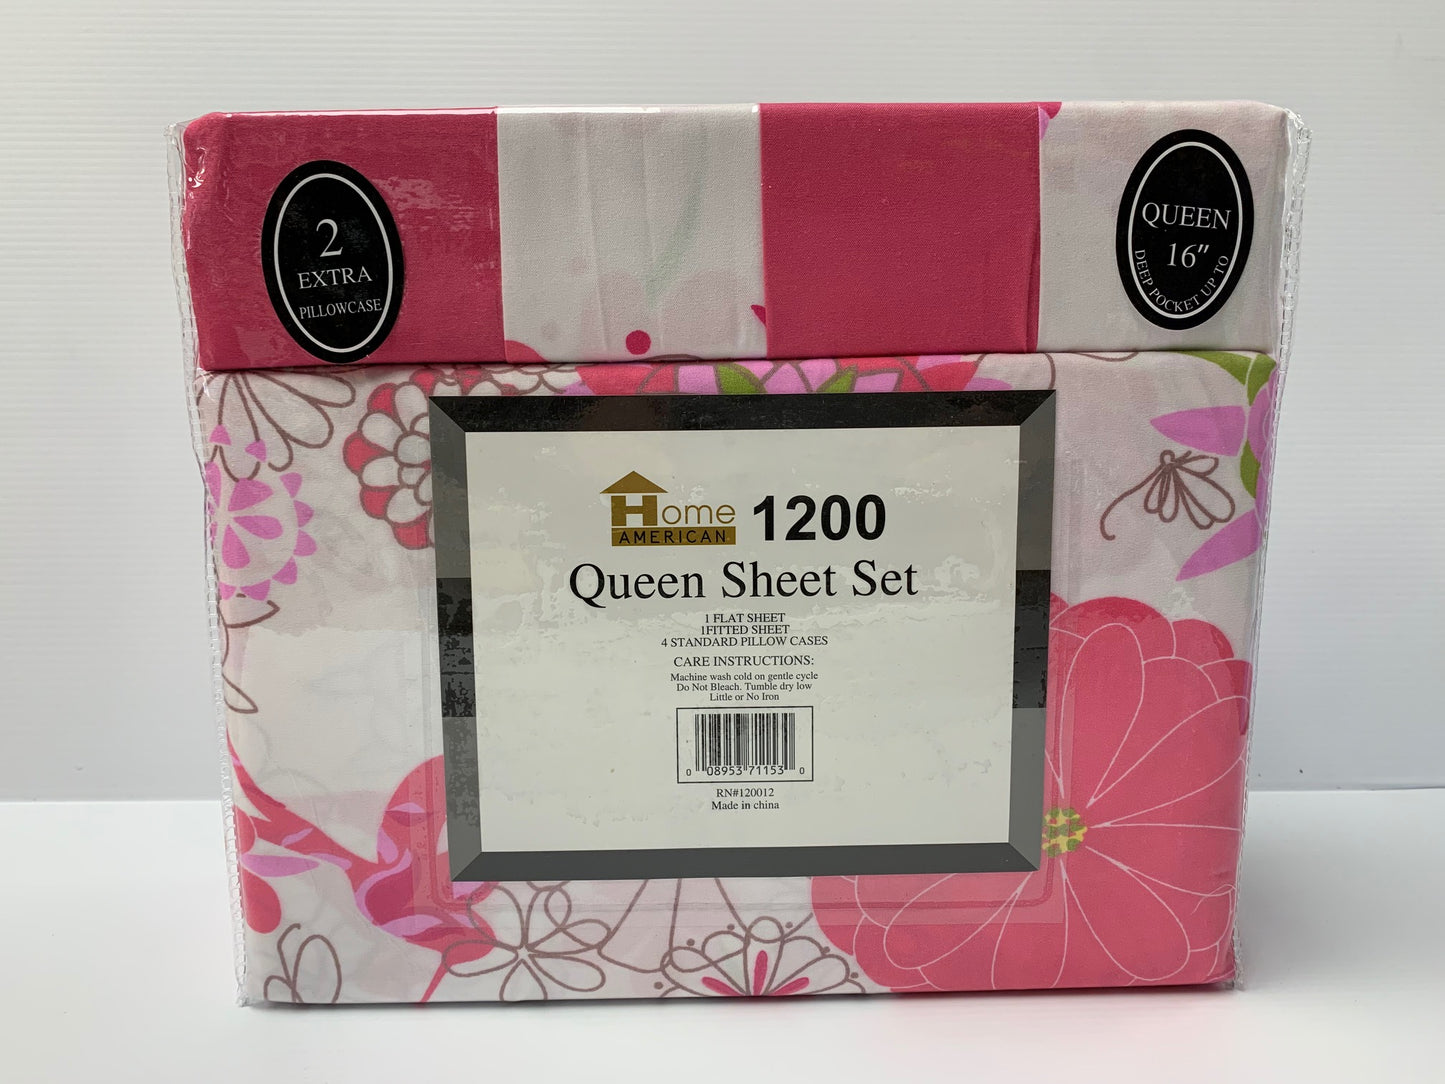 2
EXTRA
PILLOWCASE
QUEEN
16"
DEEP POCKET UP TO
Home
AMERICAN
1200
Queen Sheet Set
1 FLAT SHEET
1FITTED SHEET
4 STANDARD PILLOW CASES
CARE INSTRUCTIONS:
Machine wash cold on gentle cycle
Do Not Bleach. Tumble dry low
Little or No Iron
0 08953 71153 0
RN#120012
Made in china